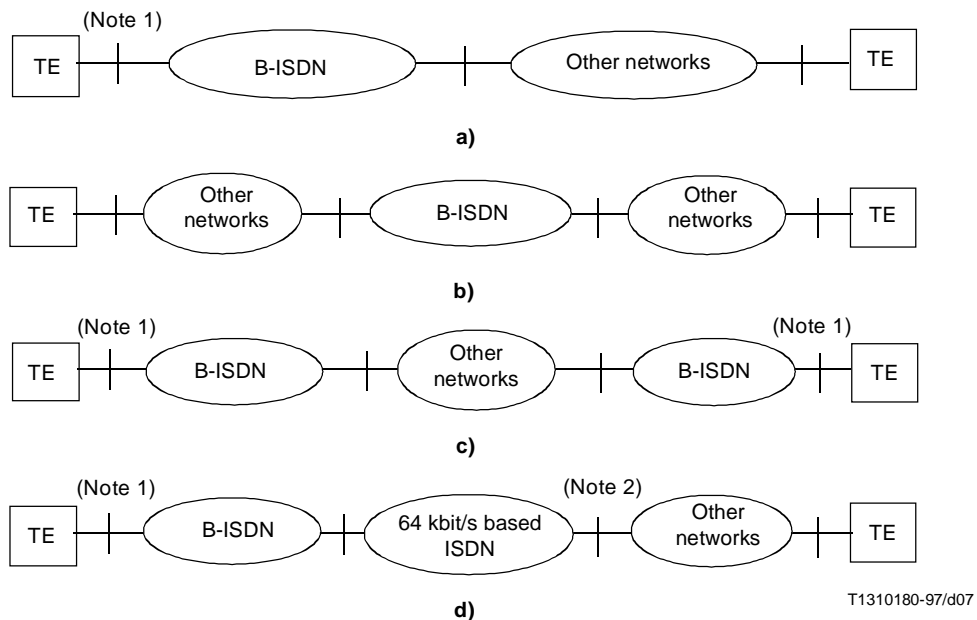 (Note 1)
TE
B-ISDN
Other networks
TE
a)
TE
Other
networks
B-ISDN
Other
networks
TE
b)
(Note 1)
(Note 1)
TE
B-ISDN
Other
networks
B-ISDN
TE
c)
(Note 1)
(Note 2)
TE
B-ISDN
64 kbit/s based
ISDN
Other
networks
TE
T1310180-97/d07
d)